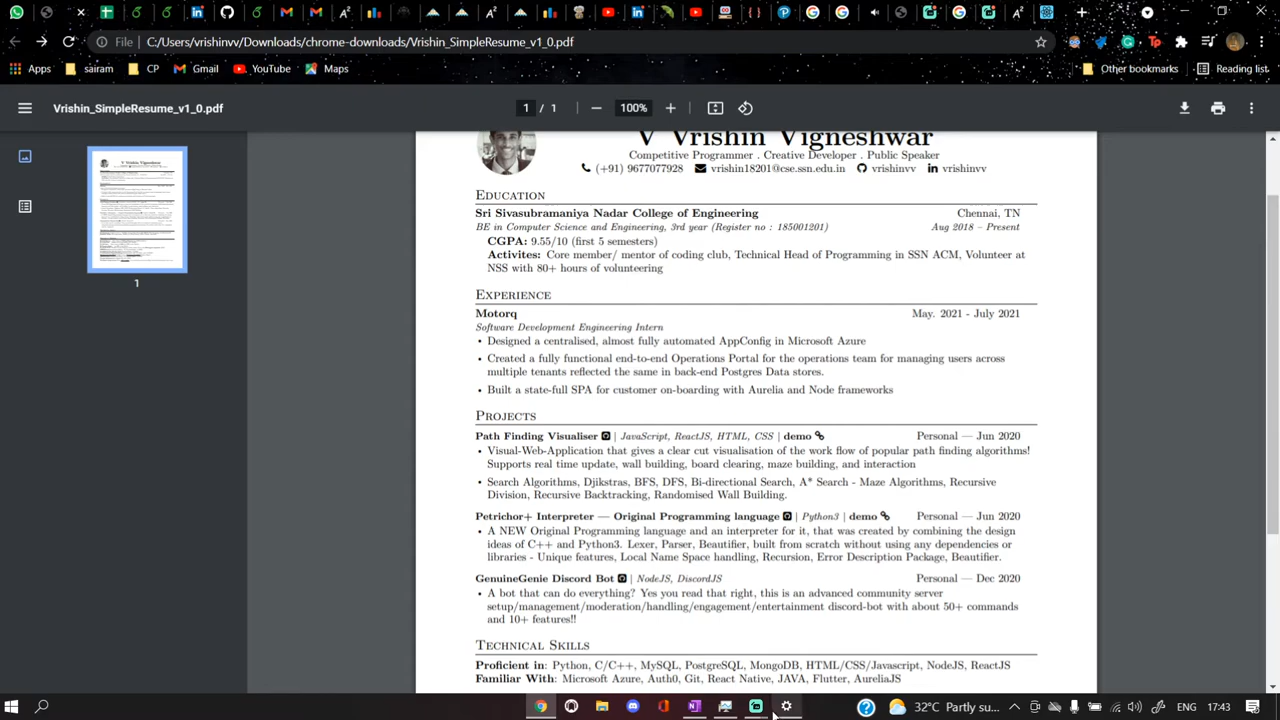 File | C:/Users/vrishinvv/Downloads/chrome-downloads/Vrishin_SimpleResume_v1_0.pdf
Apps sairam CP Gmail YouTube Maps Other bookmarks Reading list
Vrishin_SimpleResume_v1_0.pdf 1 / 1 100%
V Vrishin Vigneshwar
Competitive Programmer . Creative Developer . Public Speaker
(+91) 9677077928 vrishin18201@cse.ssn.edu.in vrishinvv vrishinvv
EDUCATION
Sri Sivasubramaniya Nadar College of Engineering Chennai, TN
BE in Computer Science and Engineering, 3rd year (Register no : 185001201) Aug 2018 – Present
CGPA: 9.5/10 (past 5 semesters)
Activites: Core member/ mentor of coding club, Technical Head of Programming in SSN ACM, Volunteer at
NSS with 80+ hours of volunteering
EXPERIENCE
Motorq May. 2021 - July 2021
Software Development Engineering Intern
• Designed a centralised, almost fully automated AppConfig in Microsoft Azure
• Created a fully functional end-to-end Operations Portal for the operations team for managing users across
multiple tenants reflected the same in back-end Postgres Data stores.
• Built a state-full SPA for customer on-boarding with Aurelia and Node frameworks
PROJECTS
Path Finding Visualiser | JavaScript, ReactJS, HTML, CSS | demo Personal — Jun 2020
• Visual-Web-Application that gives a clear cut visualisation of the work flow of popular path finding algorithms!
Supports real time update, wall building, board clearing, maze building, and interaction
• Search Algorithms, Djikstras, BFS, DFS, Bi-directional Search, A* Search - Maze Algorithms, Recursive
Division, Recursive Backtracking, Randomised Wall Building.
Petrichor+ Interpreter — Original Programming language | Python3 | demo Personal — Jun 2020
• A NEW Original Programming language and an interpreter for it, that was created by combining the design
ideas of C++ and Python3. Lexer, Parser, Beautifier, built from scratch without using any dependencies or
libraries - Unique features, Local Name Space handling, Recursion, Error Description Package, Beautifier.
GenuineGenie Discord Bot | NodeJS, DiscordJS Personal — Dec 2020
• A bot that can do everything? Yes you read that right, this is an advanced community server
setup/management/moderation/handling/engagement/entertainment discord-bot with about 50+ commands
and 10+ features!!
TECHNICAL SKILLS
Proficient in: Python, C/C++, MySQL, PostgreSQL, MongoDB, HTML/CSS/Javascript, NodeJS, ReactJS
Familiar With: Microsoft Azure, Auth0, Git, React Native, JAVA, Flutter, AureliaJS
1
32°C Partly su... ENG 17:43